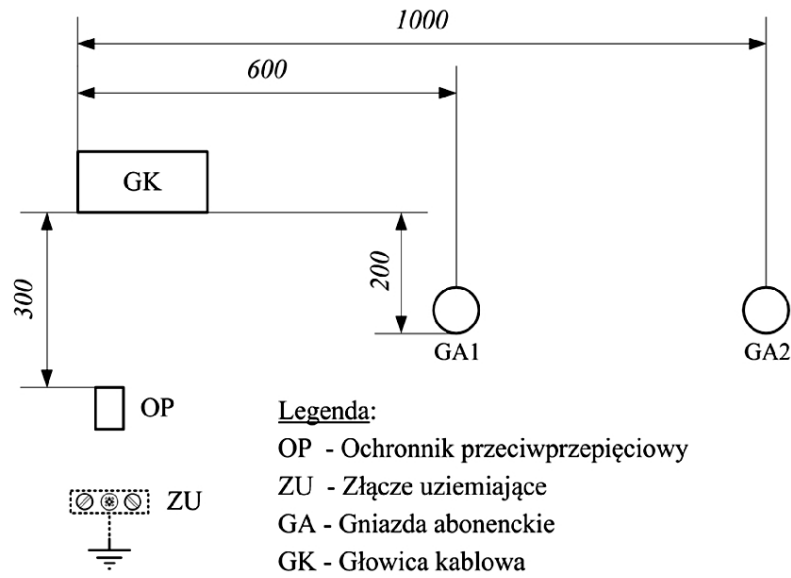 1000
600
GK
300
200
GA1
GA2
OP
ZU
Legenda:
OP - Ochronnik przeciwprzepięciowy
ZU - Złącze uziemiające
GA - Gniazda abonenckie
GK - Głowica kablowa